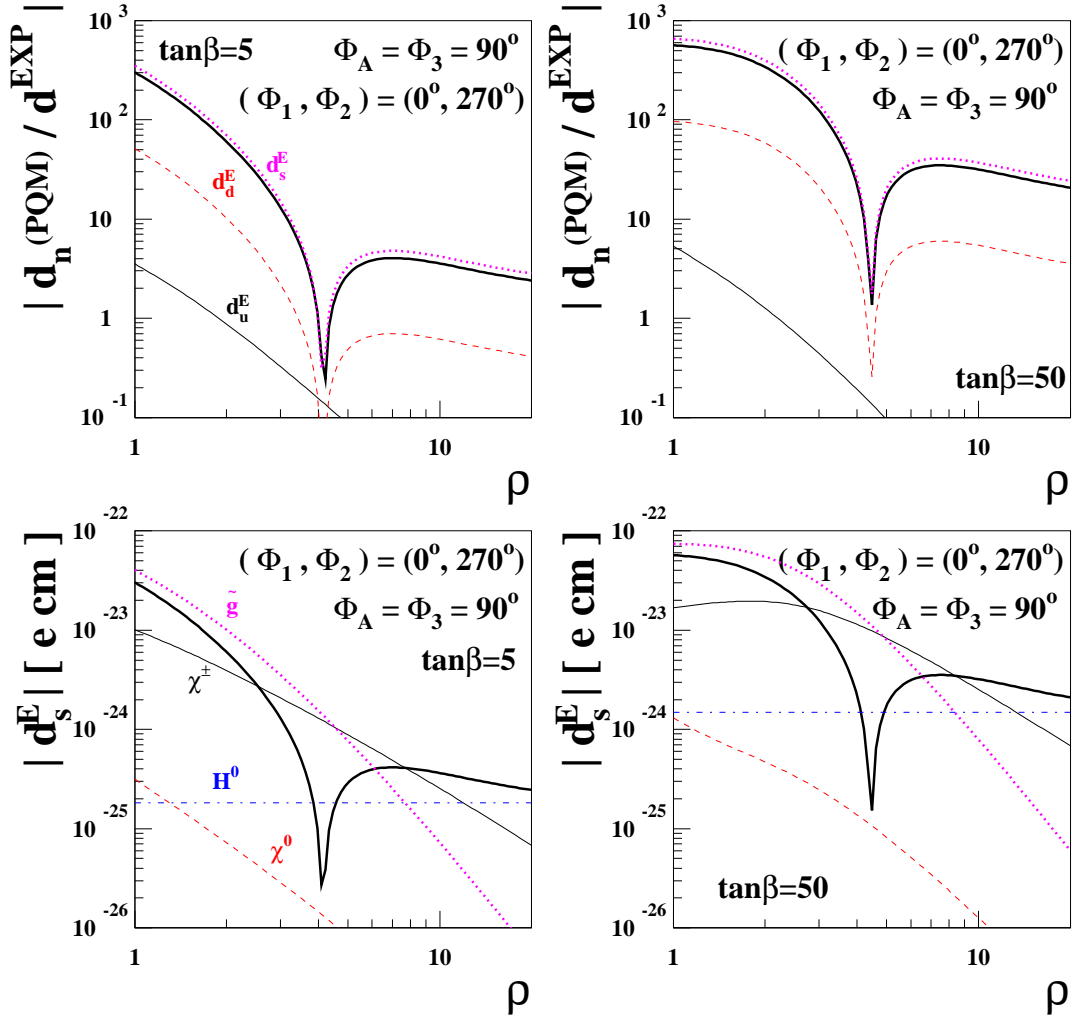 | d_n^(PQM) / d^EXP |
10^3
10^2
10
1
10^-1
tanβ=5
Φ_A = Φ_3 = 90°
( Φ_1 , Φ_2 ) = (0°, 270°)
d_s^E
d_d^E
d_u^E
1
10
ρ
| d_n^(PQM) / d^EXP |
10^3
10^2
10
1
10^-1
( Φ_1 , Φ_2 ) = (0°, 270°)
Φ_A = Φ_3 = 90°
tanβ=50
1
10
ρ
| d_s^E | [ e cm ]
10^-22
10^-23
10^-24
10^-25
10^-26
( Φ_1 , Φ_2 ) = (0°, 270°)
g̃
Φ_A = Φ_3 = 90°
tanβ=5
χ^±
H^0
χ^0
1
10
ρ
| d_s^E | [ e cm ]
10^-22
10^-23
10^-24
10^-25
10^-26
( Φ_1 , Φ_2 ) = (0°, 270°)
Φ_A = Φ_3 = 90°
tanβ=50
1
10
ρ